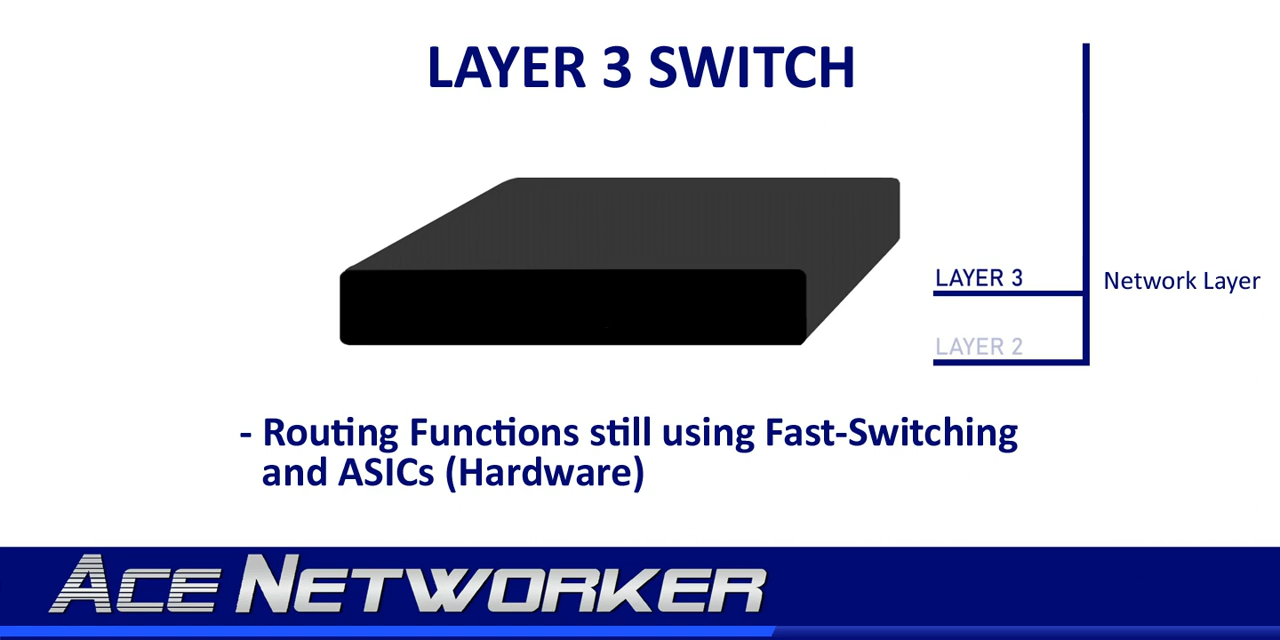 LAYER 3 SWITCH
LAYER 3
Network Layer
LAYER 2
- Routing Functions still using Fast-Switching
and ASICs (Hardware)
ACE NETWORKER